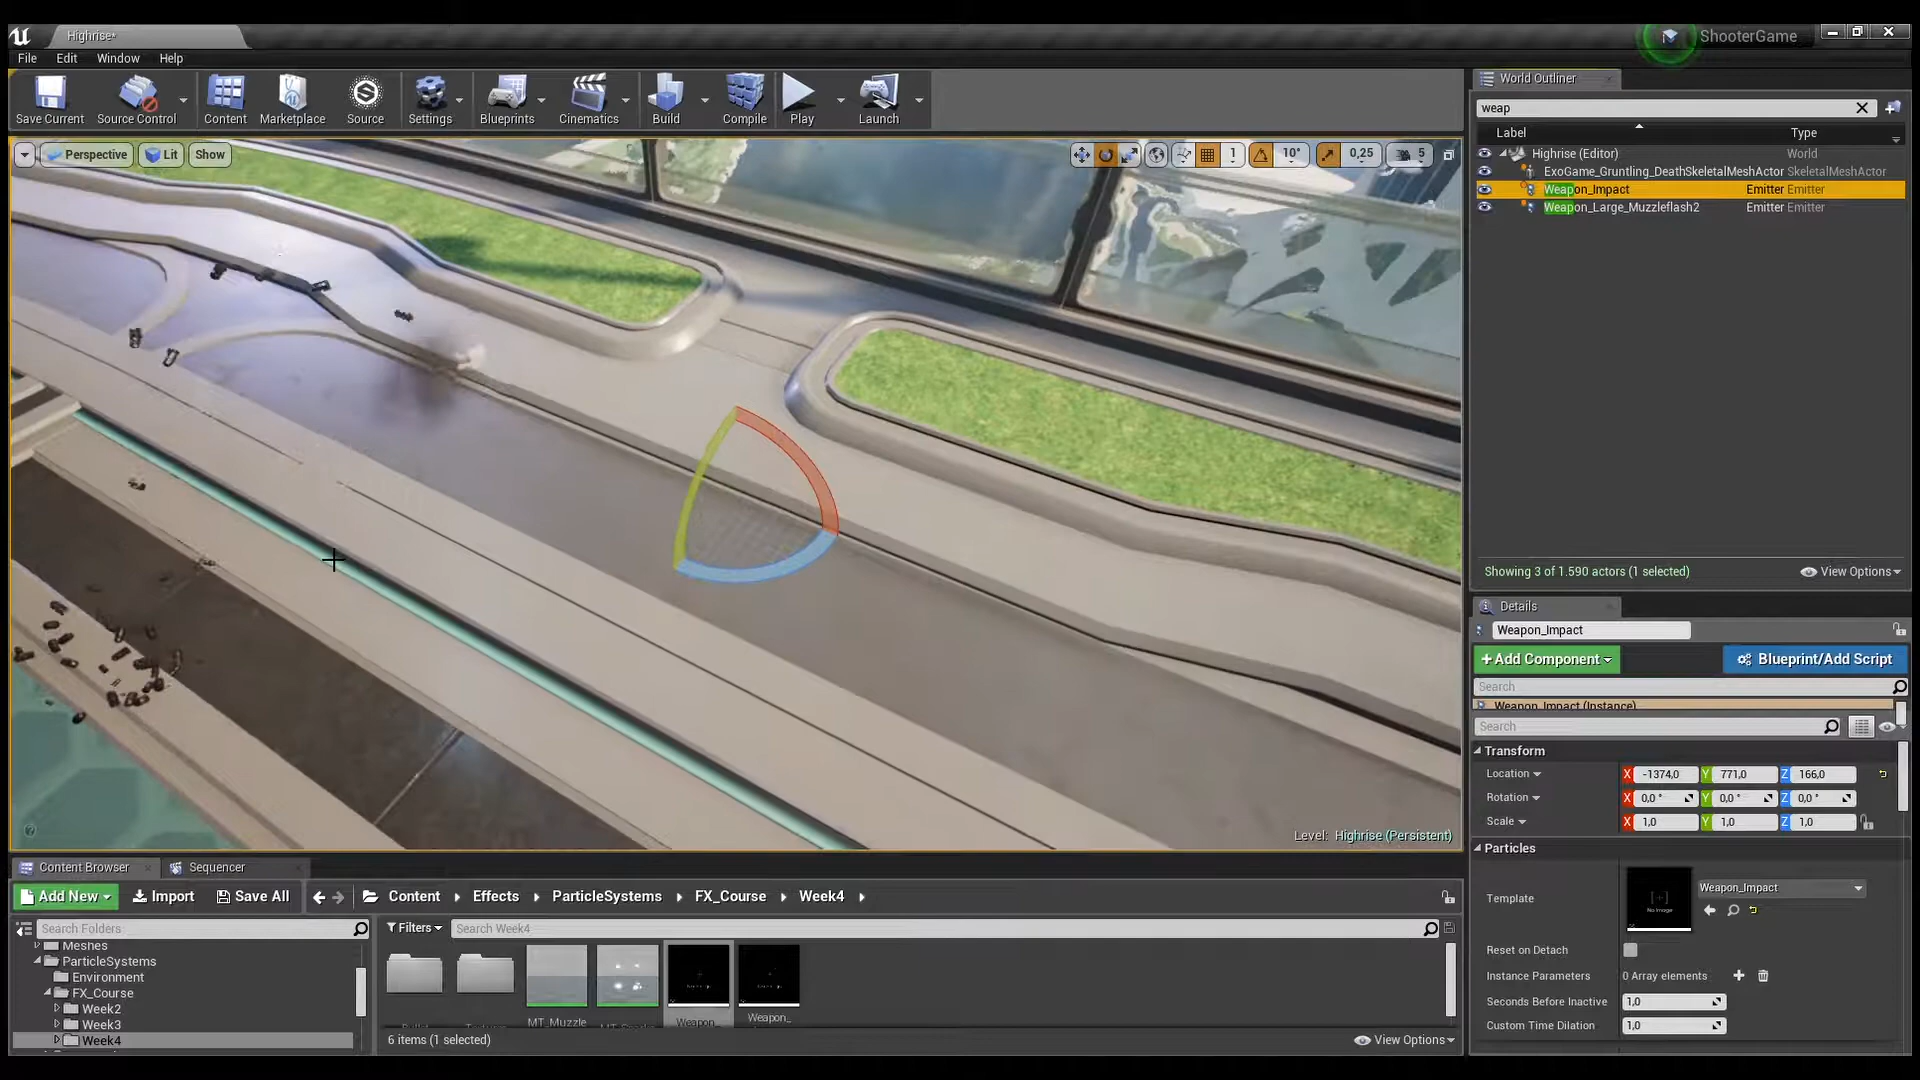 Highrise*
ShooterGame
File Edit Window Help
Save Current Source Control Content Marketplace Source Settings Blueprints Cinematics Build Compile Play Launch
Perspective Lit Show
1 10° 0,25 5
Level: Highrise (Persistent)
World Outliner
weap
Label Type
Highrise (Editor) World
ExoGame_Gruntling_DeathSkeletalMeshActor SkeletalMeshActor
Weapon_Impact Emitter Emitter
Weapon_Large_Muzzleflash2 Emitter Emitter
Showing 3 of 1.590 actors (1 selected) View Options
Details
Weapon_Impact
+Add Component Blueprint/Add Script
Search
Weapon_Impact (Instance)
Search
Transform
Location X -1374,0 Y 771,0 Z 166,0
Rotation X 0,0 ° Y 0,0 ° Z 0,0 °
Scale X 1,0 Y 1,0 Z 1,0
Particles
Template Weapon_Impact
No Image
Reset on Detach
Instance Parameters 0 Array elements
Seconds Before Inactive 1,0
Custom Time Dilation 1,0
Content Browser Sequencer
Add New Import Save All Content Effects ParticleSystems FX_Course Week4
Search Folders
Meshes
ParticleSystems
Environment
FX_Course
Week2
Week3
Week4
Filters Search Week4
MT_Muzzle Weapon_ Weapon_
6 items (1 selected) View Options